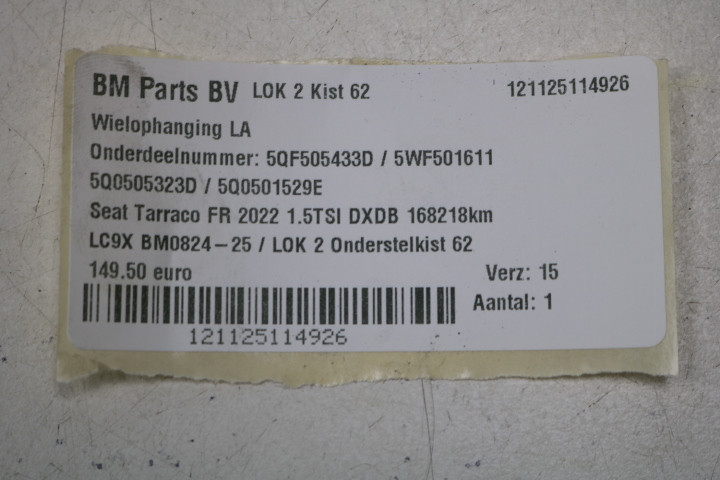 BM Parts BV LOK 2 Kist 62 121125114926
Wielophanging LA
Onderdeelnummer: 5QF505433D / 5WF501611
5Q0505323D / 5Q0501529E
Seat Tarraco FR 2022 1.5TSI DXDB 168218km
LC9X BM0824-25 / LOK 2 Onderstelkist 62
149.50 euro Verz: 15
Aantal: 1
121125114926